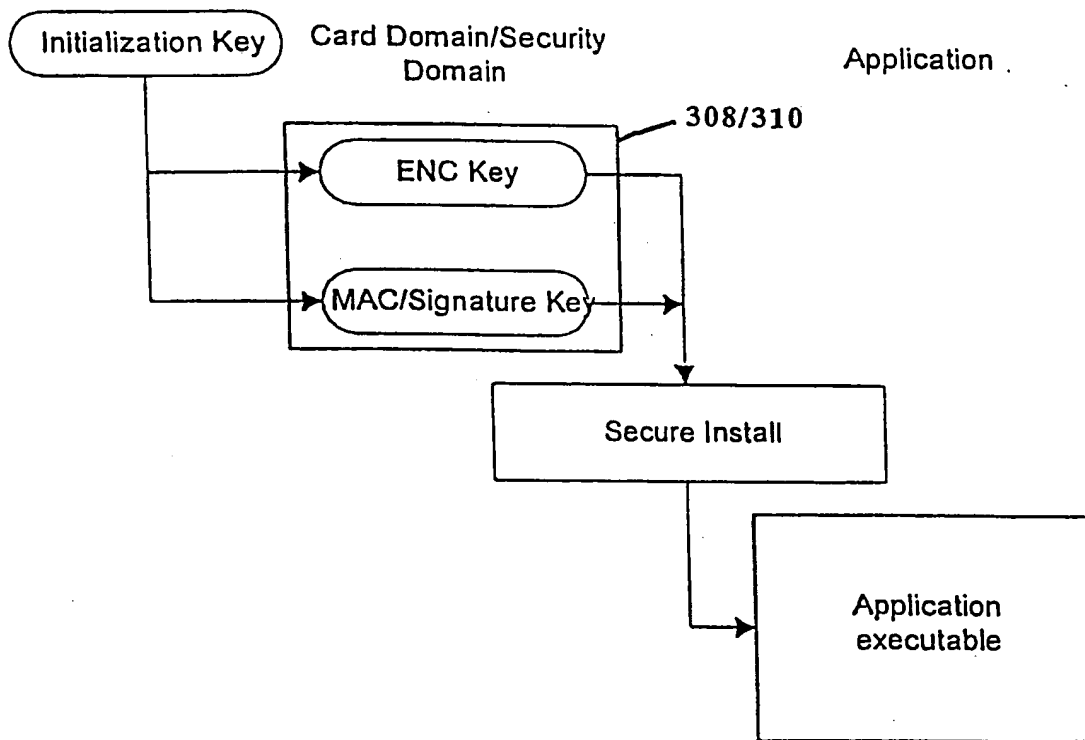 Initialization Key
Card Domain/Security
Domain
Application
308/310
ENC Key
MAC/Signature Key
Secure Install
Application
executable